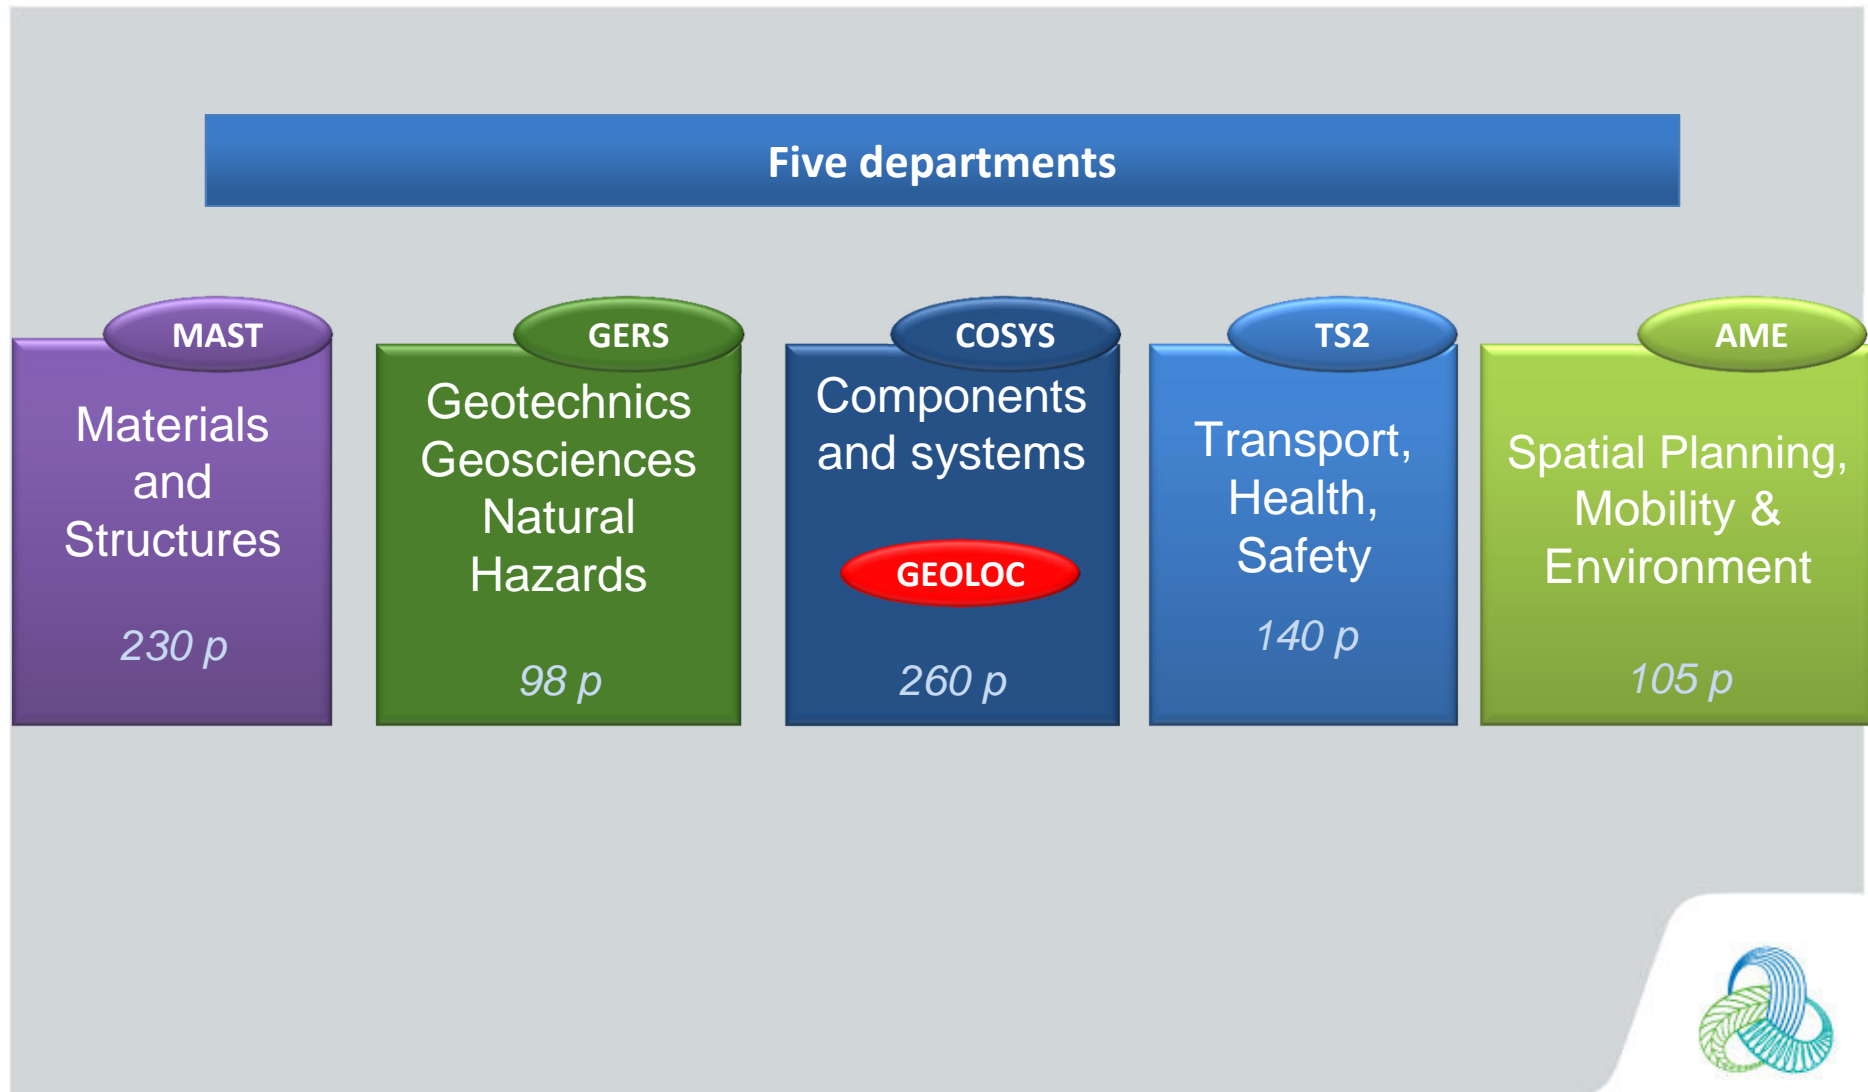 Five departments
MAST
Materials
and
Structures
230 p
GERS
Geotechnics
Geosciences
Natural
Hazards
98 p
COSYS
Components
and systems
GEOLOC
260 p
TS2
Transport,
Health,
Safety
140 p
AME
Spatial Planning,
Mobility &
Environment
105 p